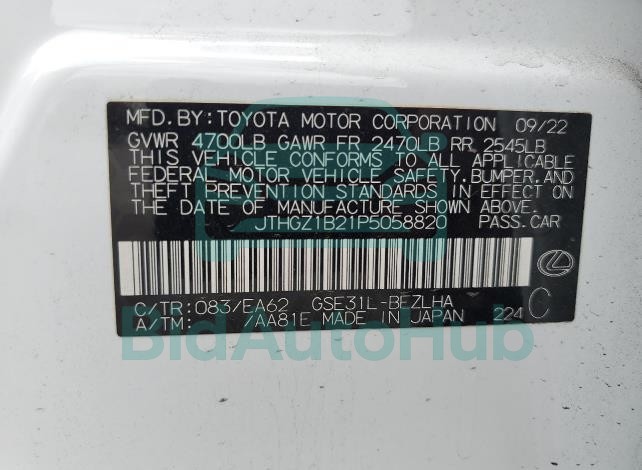 MFD.BY:TOYOTA MOTOR CORPORATION 09/22
GVWR 4700LB GAWR FR 2470LB RR 2545LB
THIS VEHICLE CONFORMS TO ALL APPLICABLE
FEDERAL MOTOR VEHICLE SAFETY,BUMPER,AND
THEFT PREVENTION STANDARDS IN EFFECT ON
THE DATE OF MANUFACTURE SHOWN ABOVE.
JTHGZ1B21P5058820 PASS.CAR
C/TR: 083/EA62 GSE31L-BEZLHA C
A/TM: /AA81E MADE IN JAPAN 224
BidAutoHub